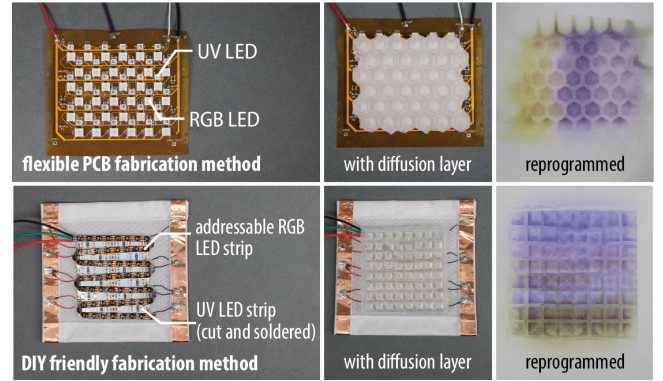 UV LED
RGB LED
flexible PCB fabrication method
with diffusion layer
reprogrammed
addressable RGB
LED strip
UV LED strip
(cut and soldered)
DIY friendly fabrication method
with diffusion layer
reprogrammed